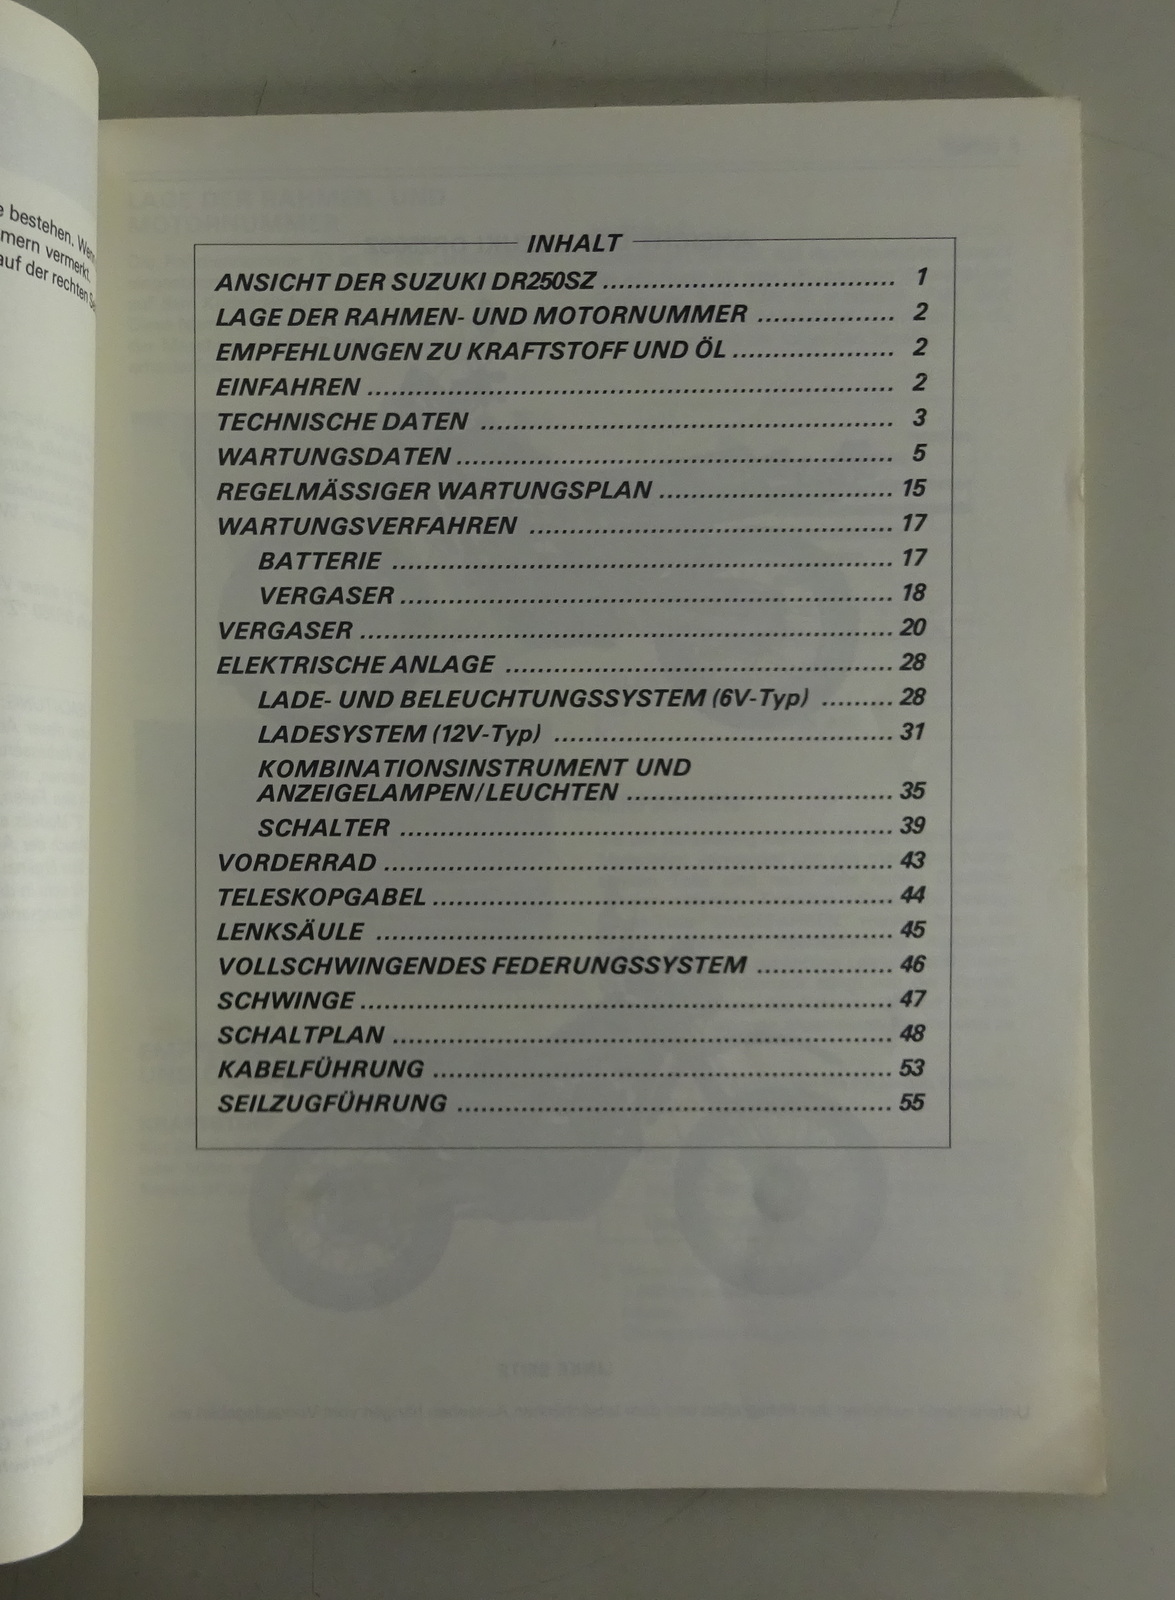 e bestehen. Wenn
mern vermerkt.
auf der rechten Se
INHALT
ANSICHT DER SUZUKI DR250SZ ..................................... 1
LAGE DER RAHMEN- UND MOTORNUMMER ................. 2
EMPFEHLUNGEN ZU KRAFTSTOFF UND ÖL .................... 2
EINFAHREN .................................................................. 2
TECHNISCHE DATEN .................................................... 3
WARTUNGSDATEN ....................................................... 5
REGELMÄSSIGER WARTUNGSPLAN .............................. 15
WARTUNGSVERFAHREN .............................................. 17
BATTERIE ............................................................... 17
VERGASER .............................................................. 18
VERGASER ................................................................... 20
ELEKTRISCHE ANLAGE ................................................. 28
LADE- UND BELEUCHTUNGSSYSTEM (6V-Typ) ......... 28
LADESYSTEM (12V-Typ) ........................................... 31
KOMBINATIONSINSTRUMENT UND
ANZEIGELAMPEN/LEUCHTEN .................................. 35
SCHALTER .............................................................. 39
VORDERRAD ................................................................ 43
TELESKOPGABEL .......................................................... 44
LENKSÄULE .................................................................. 45
VOLLSCHWINGENDES FEDERUNGSSYSTEM ................. 46
SCHWINGE ................................................................... 47
SCHALTPLAN ............................................................... 48
KABELFÜHRUNG .......................................................... 53
SEILZUGFÜHRUNG ....................................................... 55